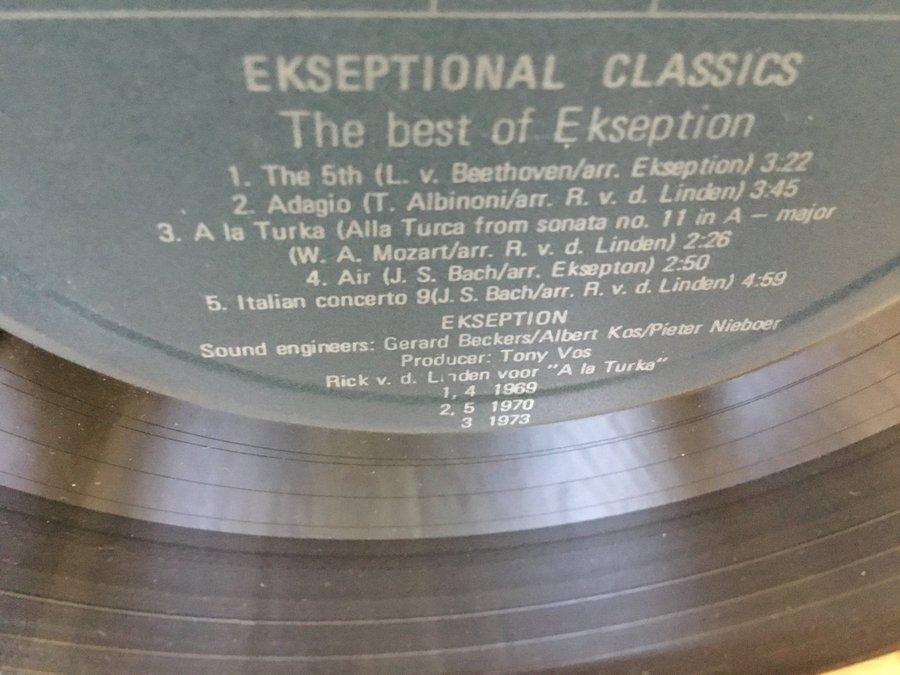 EKSEPTIONAL CLASSICS
The best of Ekseption
1. The 5th (L. v. Beethoven/arr. Ekseption) 3:22
2. Adagio (T. Albinoni/arr. R. v. d. Linden) 3:45
3. A la Turka (Alla Turca from sonata no. 11 in A – major
(W. A. Mozart/arr. R. v. d. Linden) 2:26
4. Air (J. S. Bach/arr. Eksepton) 2:50
5. Italian concerto 9(J. S. Bach/arr. R. v. d. Linden) 4:59
EKSEPTION
Sound engineers: Gerard Beckers/Albert Kos/Pieter Nieboer
Producer: Tony Vos
Rick v. d. Linden voor "A la Turka"
1, 4 1969
2, 5 1970
3 1973